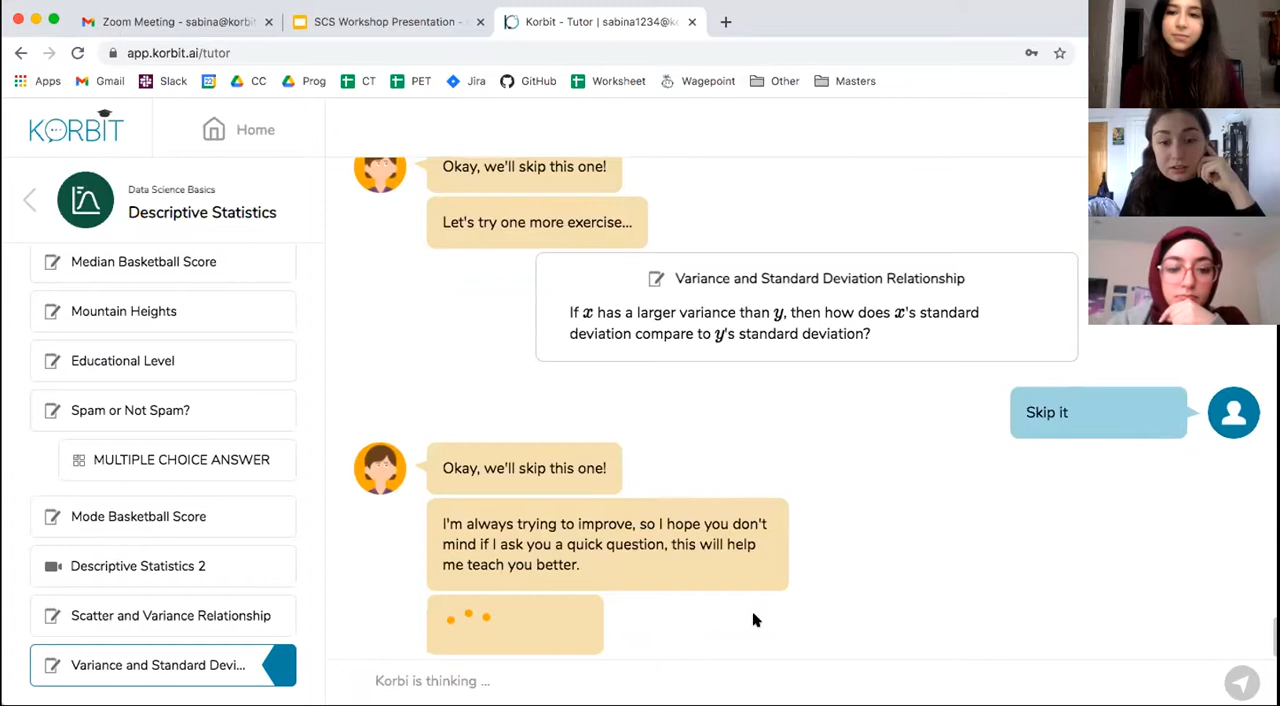 Zoom Meeting - sabina@korbit
SCS Workshop Presentation -
Korbit - Tutor | sabina1234@k
app.korbit.ai/tutor
Apps
Gmail
Slack
CC
Prog
CT
PET
Jira
GitHub
Worksheet
Wagepoint
Other
Masters
KORBIT
Home
Data Science Basics
Descriptive Statistics
Median Basketball Score
Mountain Heights
Educational Level
Spam or Not Spam?
MULTIPLE CHOICE ANSWER
Mode Basketball Score
Descriptive Statistics 2
Scatter and Variance Relationship
Variance and Standard Devi...
Okay, we'll skip this one!
Let's try one more exercise...
Variance and Standard Deviation Relationship
If x has a larger variance than y, then how does x's standard
deviation compare to y's standard deviation?
Skip it
Okay, we'll skip this one!
I'm always trying to improve, so I hope you don't
mind if I ask you a quick question, this will help
me teach you better.
Korbi is thinking ...